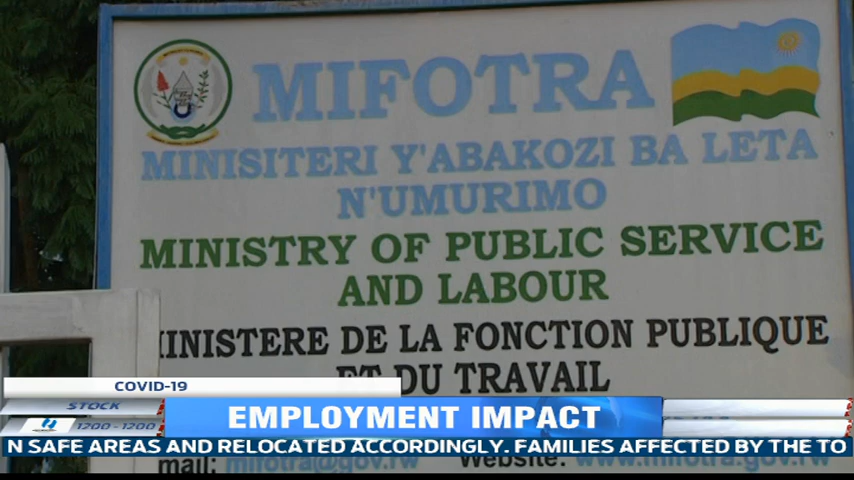 MIFOTRA
MINISITERI Y'ABAKOZI BA LETA
N'UMURIMO
MINISTRY OF PUBLIC SERVICE
AND LABOUR
INISTERE DE LA FONCTION PUBLIQUE
ET DU TRAVAIL
COVID-19
STOCK
EMPLOYMENT IMPACT
1200 - 1200
N SAFE AREAS AND RELOCATED ACCORDINGLY. FAMILIES AFFECTED BY THE TO
mail: mifotra@gov.rw Website: www.mifotra.gov.rw